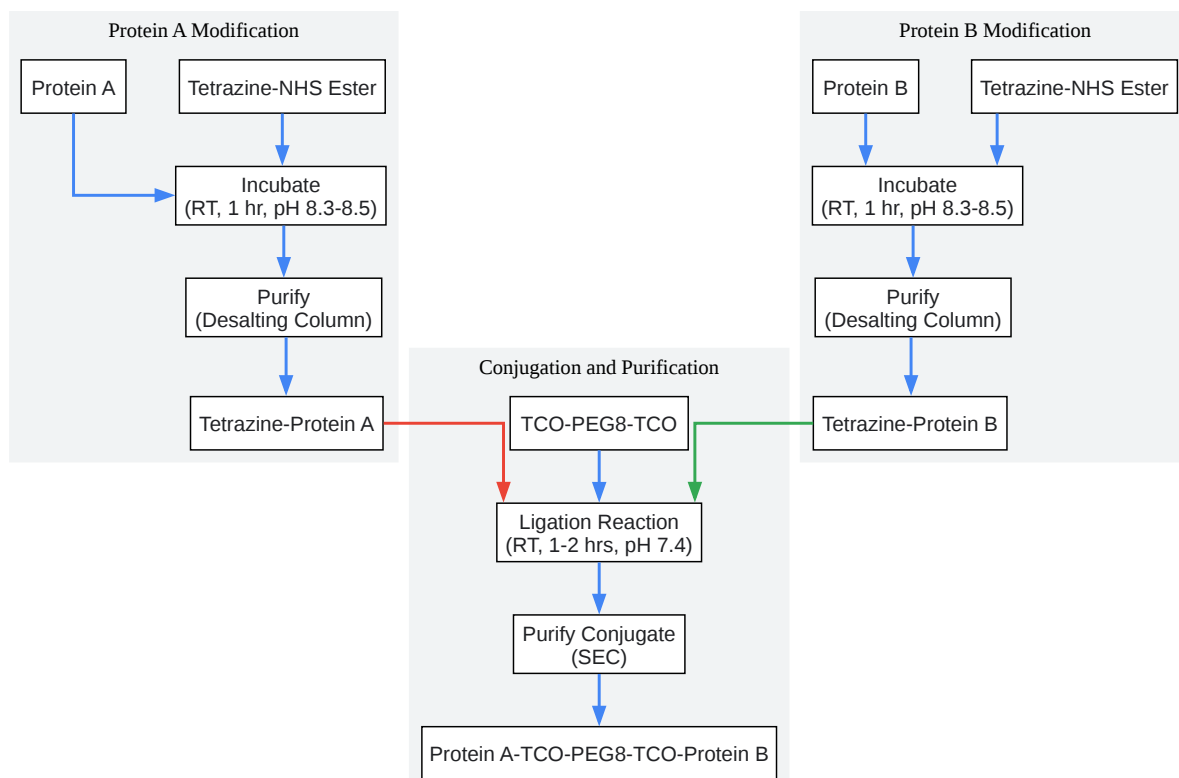 Protein A Modification
Protein A
Tetrazine-NHS Ester
Incubate
(RT, 1 hr, pH 8.3-8.5)
Purify
(Desalting Column)
Tetrazine-Protein A
Protein B Modification
Protein B
Tetrazine-NHS Ester
Incubate
(RT, 1 hr, pH 8.3-8.5)
Purify
(Desalting Column)
Tetrazine-Protein B
Conjugation and Purification
TCO-PEG8-TCO
Ligation Reaction
(RT, 1-2 hrs, pH 7.4)
Purify Conjugate
(SEC)
Protein A-TCO-PEG8-TCO-Protein B